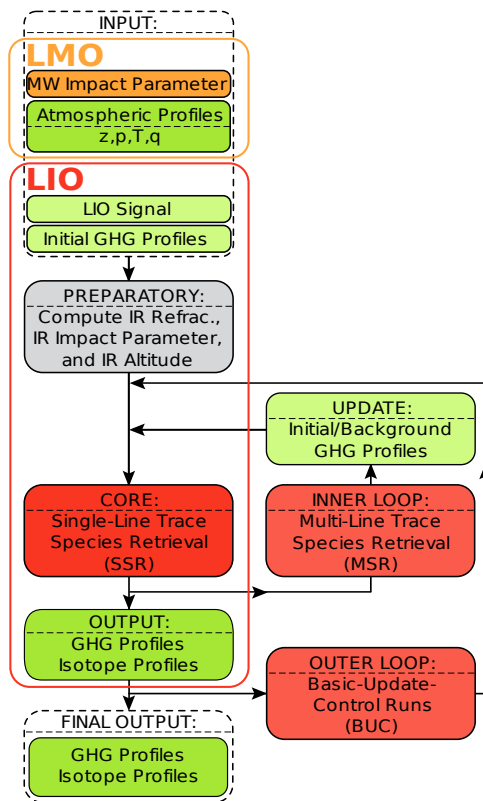 INPUT:
LMO
MW Impact Parameter
Atmospheric Profiles
z,p,T,q
LIO
LIO Signal
Initial GHG Profiles
PREPARATORY:
Compute IR Refrac.,
IR Impact Parameter,
and IR Altitude
UPDATE:
Initial/Background
GHG Profiles
CORE:
Single-Line Trace
Species Retrieval
(SSR)
INNER LOOP:
Multi-Line Trace
Species Retrieval
(MSR)
OUTPUT:
GHG Profiles
Isotope Profiles
OUTER LOOP:
Basic-Update-
Control Runs
(BUC)
FINAL OUTPUT:
GHG Profiles
Isotope Profiles